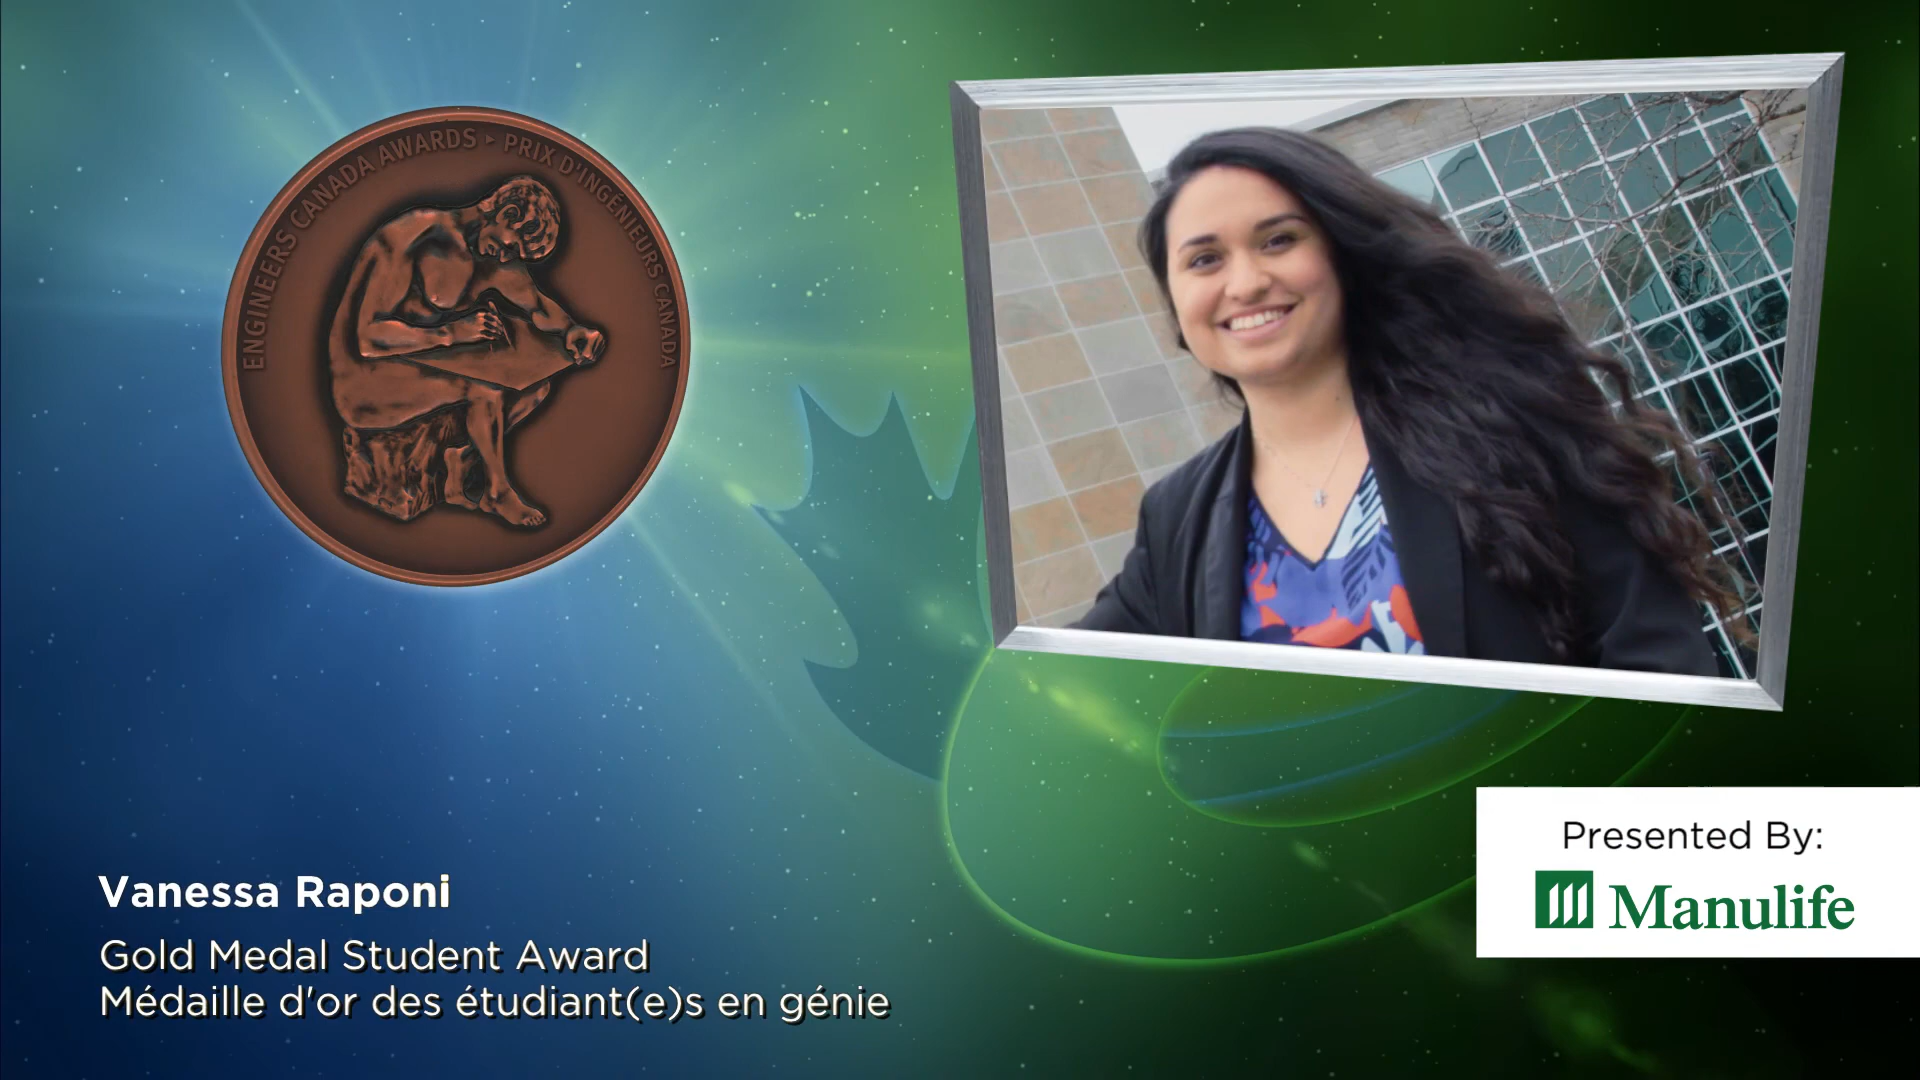 ENGINEERS CANADA AWARDS ▸ PRIX D'INGÉNIEURS CANADA
Vanessa Raponi
Gold Medal Student Award
Médaille d'or des étudiant(e)s en génie
Presented By:
Manulife